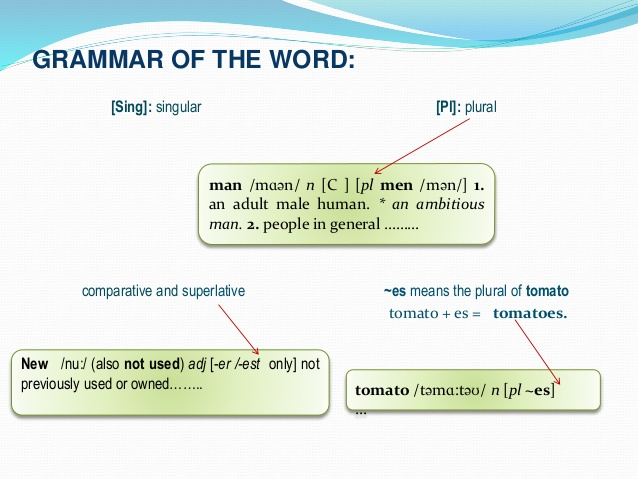 GRAMMAR OF THE WORD:
[Sing]: singular
[Pl]: plural
man /mɑən/ n [C ] [pl men /mən/] 1.
an adult male human. * an ambitious
man. 2. people in general ………
comparative and superlative
~es means the plural of tomato
tomato + es = tomatoes.
New /nu:/ (also not used) adj [-er /-est only] not
previously used or owned……..
tomato /təmɑ:təʊ/ n [pl ~es]
…